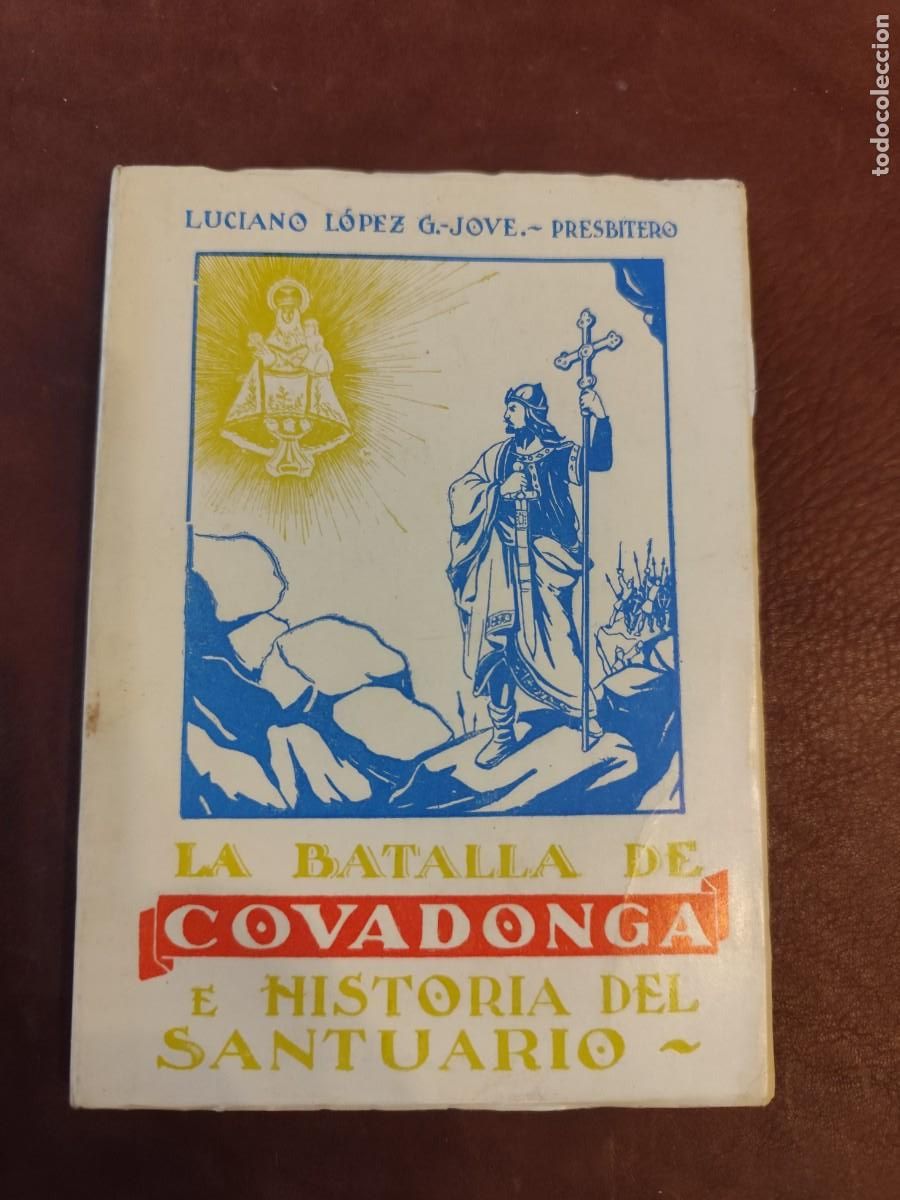 LUCIANO LÓPEZ G.-JOVE.~ PRESBITERO
LA BATALLA DE
COVADONGA
E HISTORIA DEL
SANTUARIO ~
todocoleccion